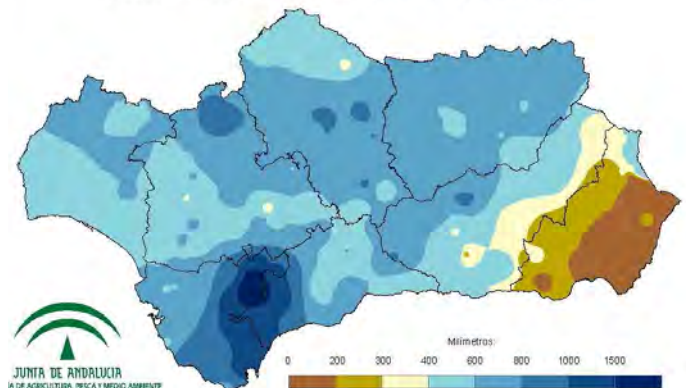 Milímetros:
0 200 300 400 600 800 1000 1500
JUNTA DE ANDALUCIA
A DE AGRICULTURA, PESCA Y MEDIO AMBIENTE